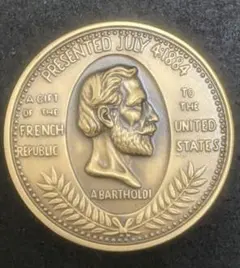 PRESENTED JULY 4 1884
A GIFT
OF THE
FRENCH
REPUBLIC
TO
THE
UNITED
STATES
A BARTHOLDI